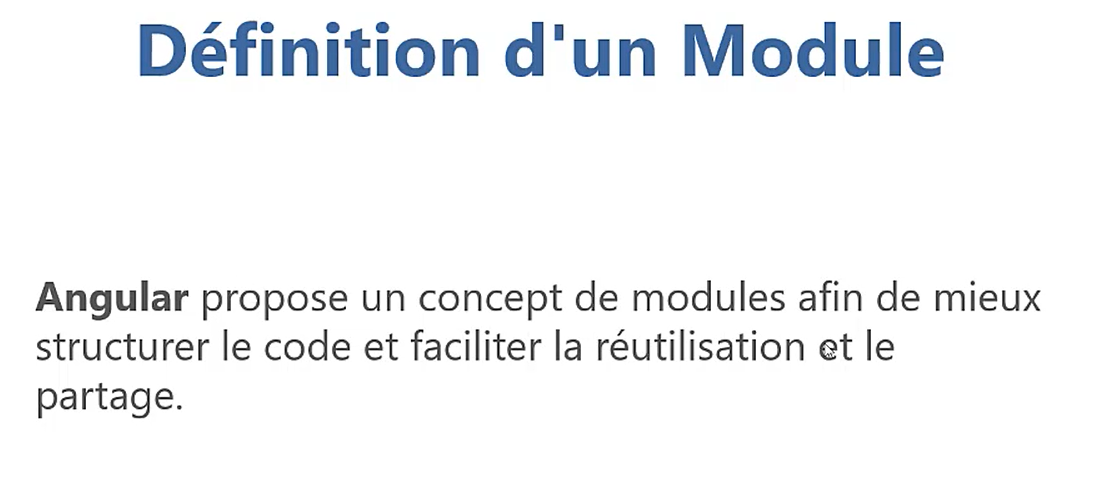 Définition d'un Module
Angular propose un concept de modules afin de mieux
structurer le code et faciliter la réutilisation et le
partage.